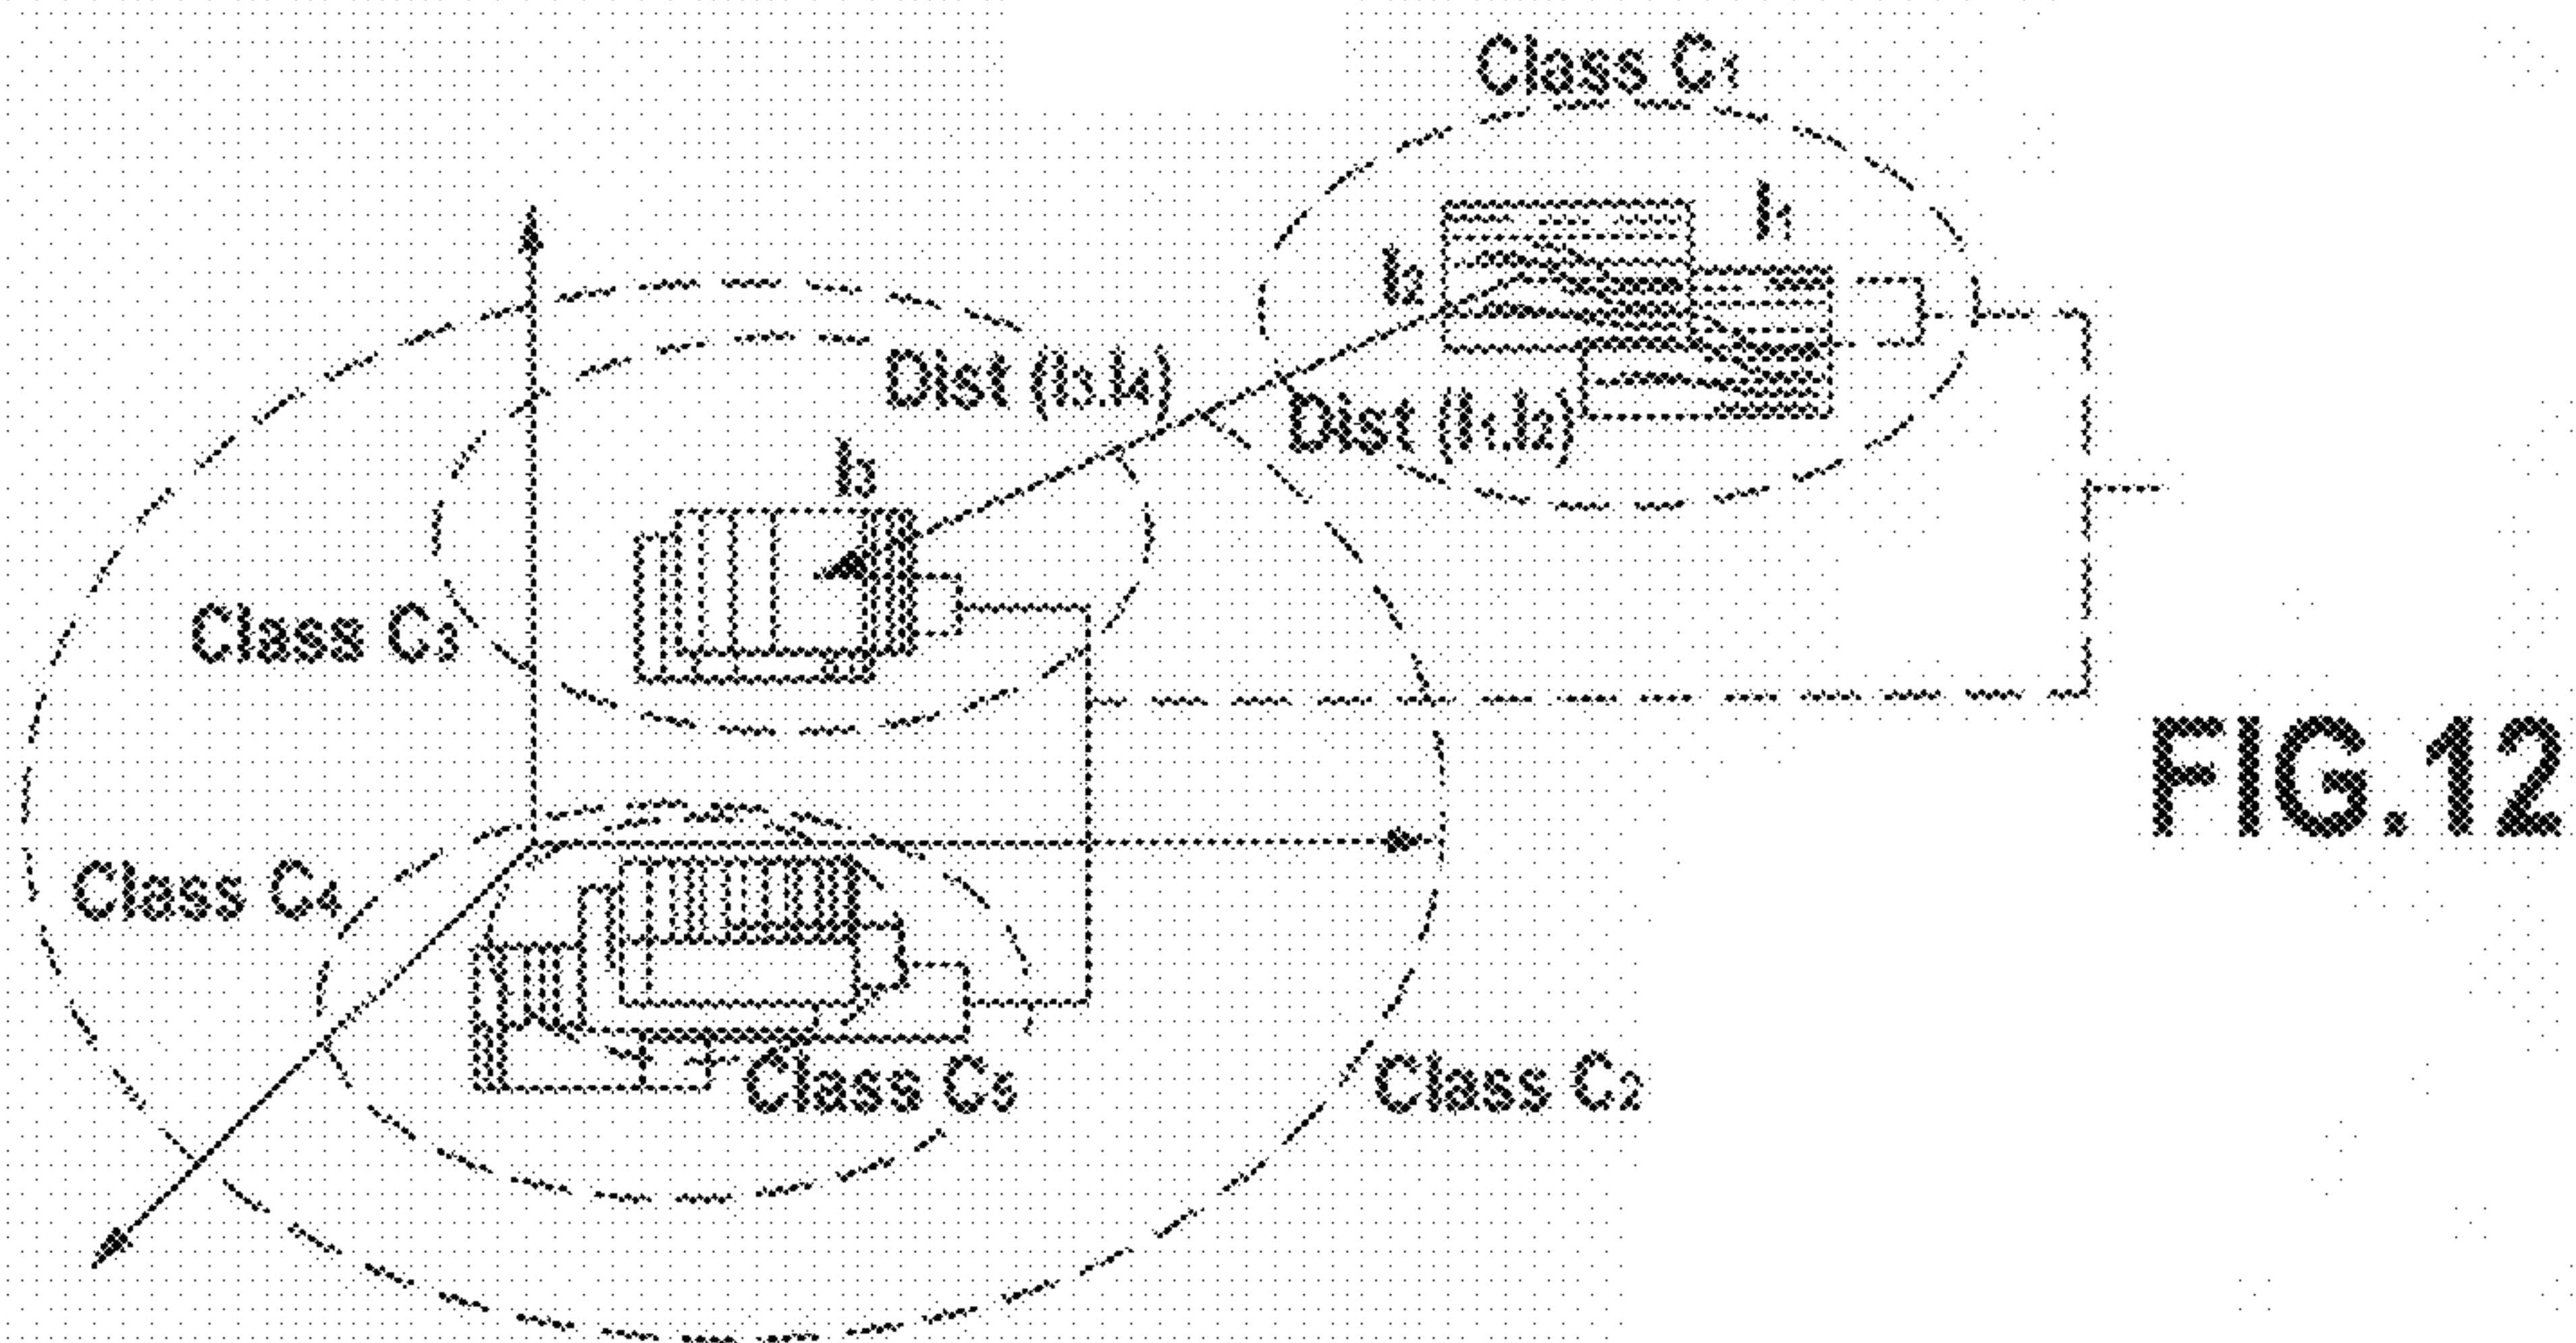 Class C₁
I₁
I₂
Dist (I₃.I₄)
Dist (I₁.I₂)
I₃
Class C₃
FIG.12
Class C₄
Class C₅
Class C₂